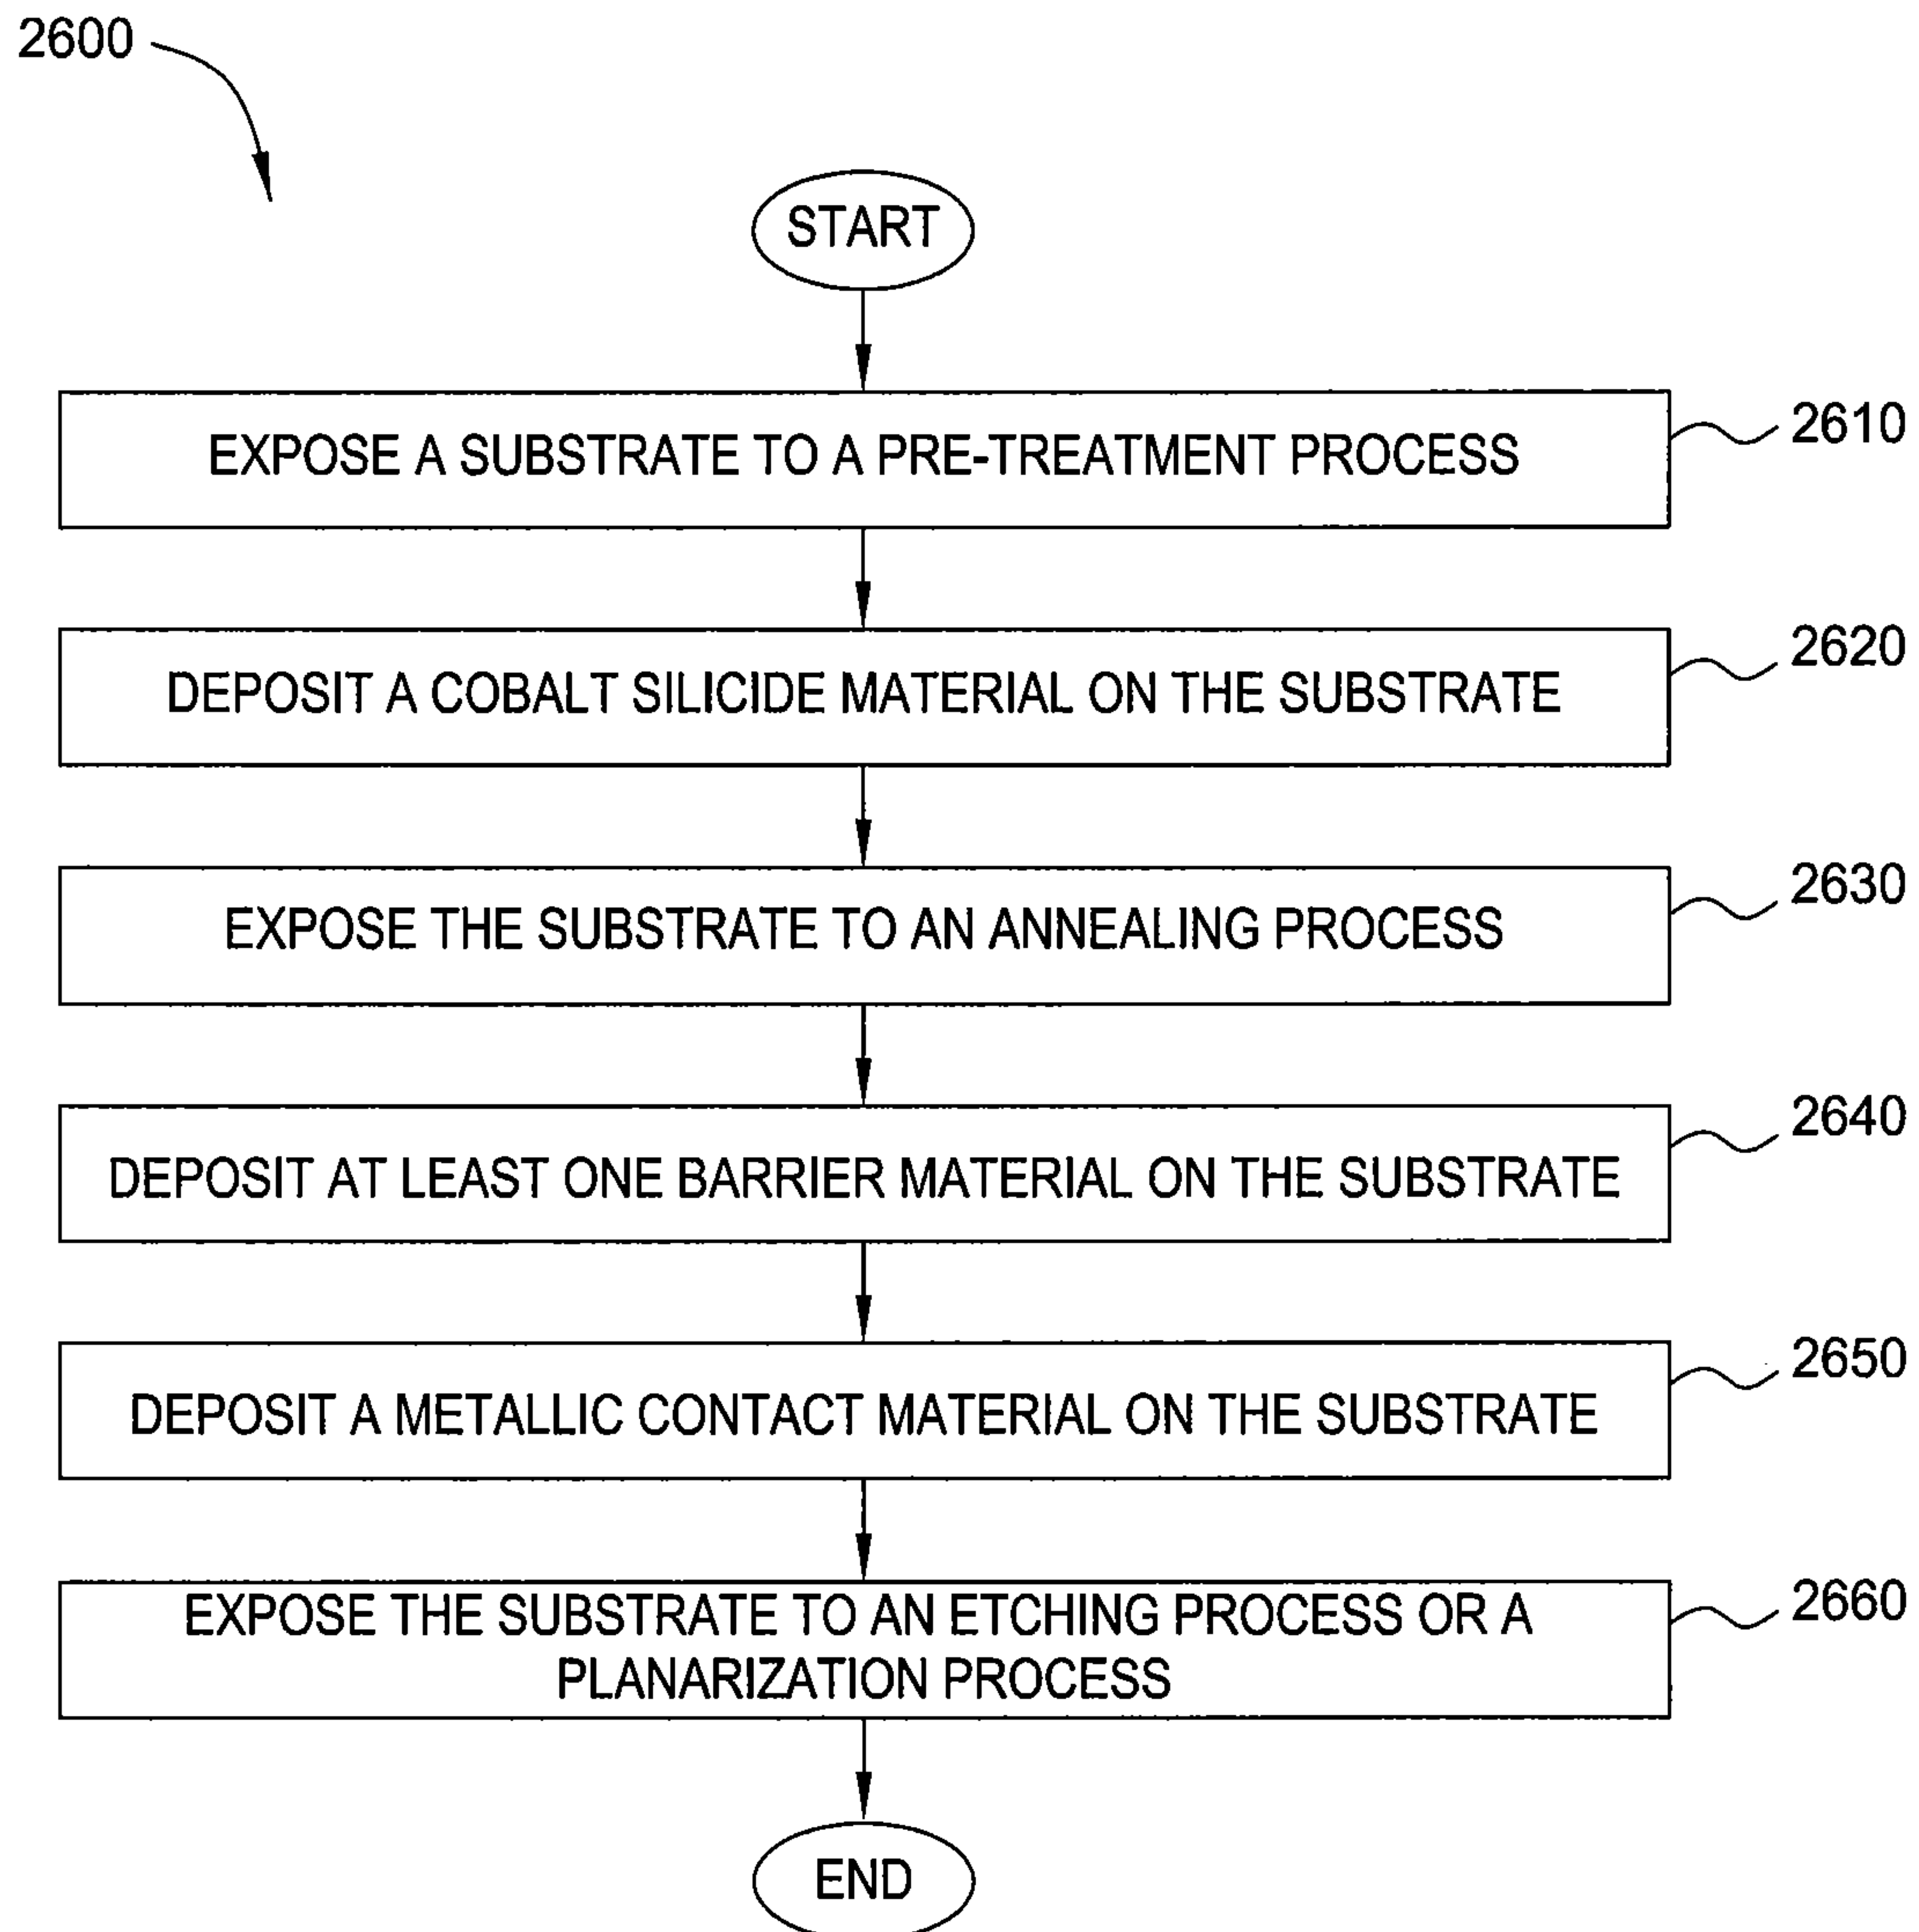 2600
START
EXPOSE A SUBSTRATE TO A PRE-TREATMENT PROCESS
2610
DEPOSIT A COBALT SILICIDE MATERIAL ON THE SUBSTRATE
2620
EXPOSE THE SUBSTRATE TO AN ANNEALING PROCESS
2630
DEPOSIT AT LEAST ONE BARRIER MATERIAL ON THE SUBSTRATE
2640
DEPOSIT A METALLIC CONTACT MATERIAL ON THE SUBSTRATE
2650
EXPOSE THE SUBSTRATE TO AN ETCHING PROCESS OR A
PLANARIZATION PROCESS
2660
END